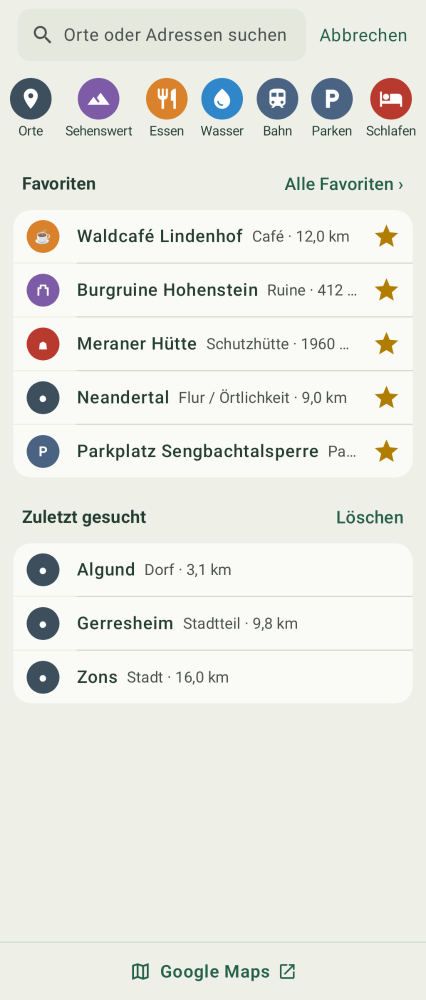 Orte oder Adressen suchen Abbrechen
Orte Sehenswert Essen Wasser Bahn Parken Schlafen
Favoriten Alle Favoriten ›
Waldcafé Lindenhof Café · 12,0 km
Burgruine Hohenstein Ruine · 412 ...
Meraner Hütte Schutzhütte · 1960 ...
Neandertal Flur / Örtlichkeit · 9,0 km
P Parkplatz Sengbachtalsperre Pa...
Zuletzt gesucht Löschen
Algund Dorf · 3,1 km
Gerresheim Stadtteil · 9,8 km
Zons Stadt · 16,0 km
Google Maps